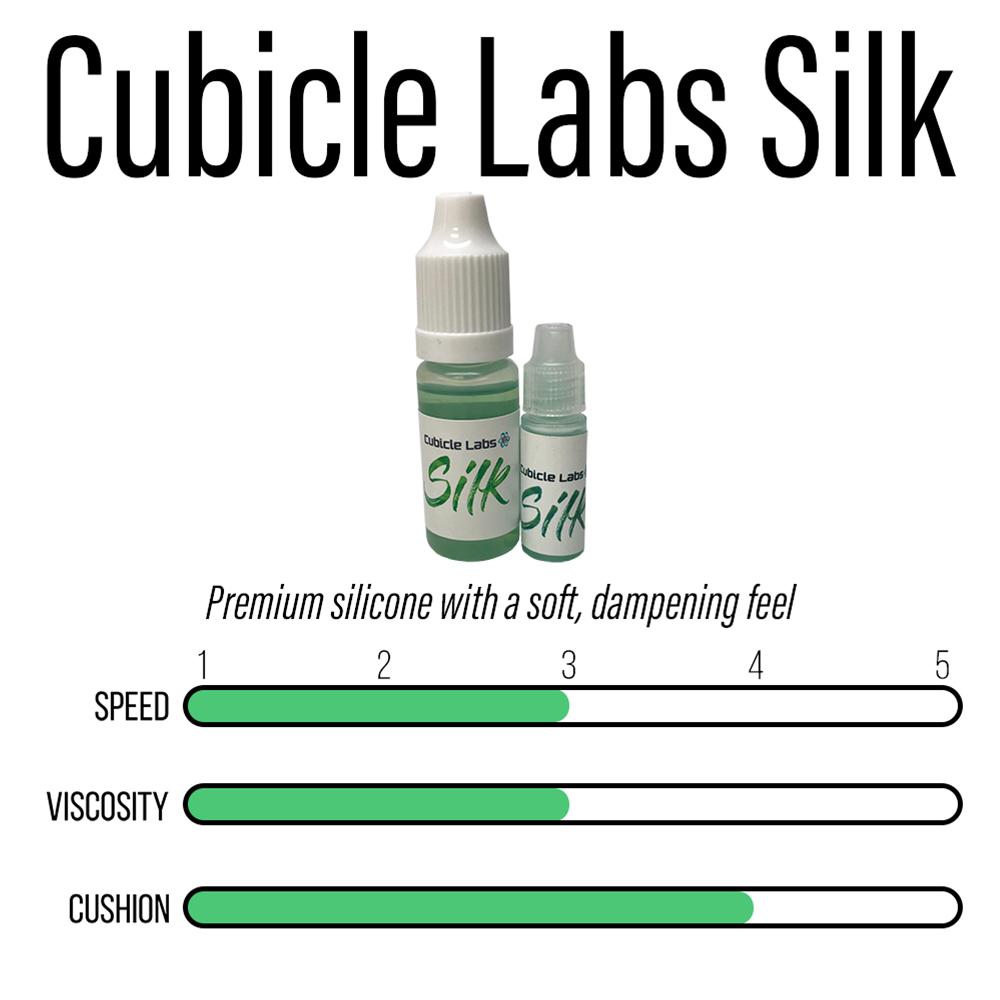 Cubicle Labs Silk
Cubicle Labs
Silk
Cubicle Labs
Silk
Premium silicone with a soft, dampening feel
1 2 3 4 5
SPEED
VISCOSITY
CUSHION